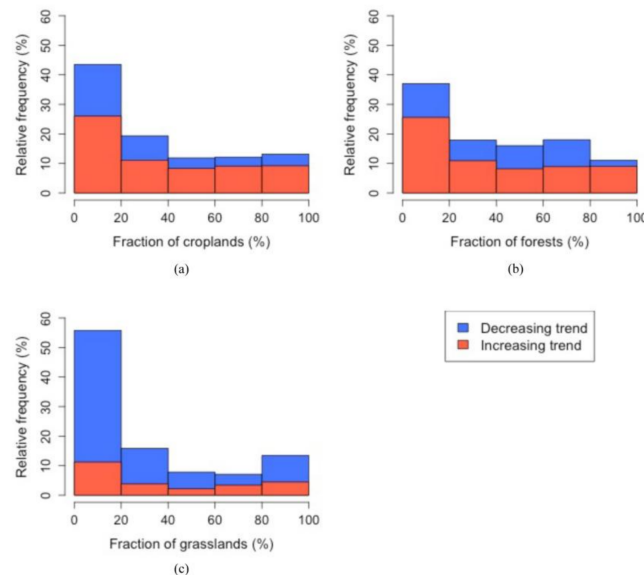 Relative frequency (%)
60
50
40
30
20
10
0
0 20 40 60 80 100
Fraction of croplands (%)
(a)
Relative frequency (%)
60
50
40
30
20
10
0
0 20 40 60 80 100
Fraction of forests (%)
(b)
Relative frequency (%)
60
50
40
30
20
10
0
0 20 40 60 80 100
Fraction of grasslands (%)
(c)
Decreasing trend
Increasing trend